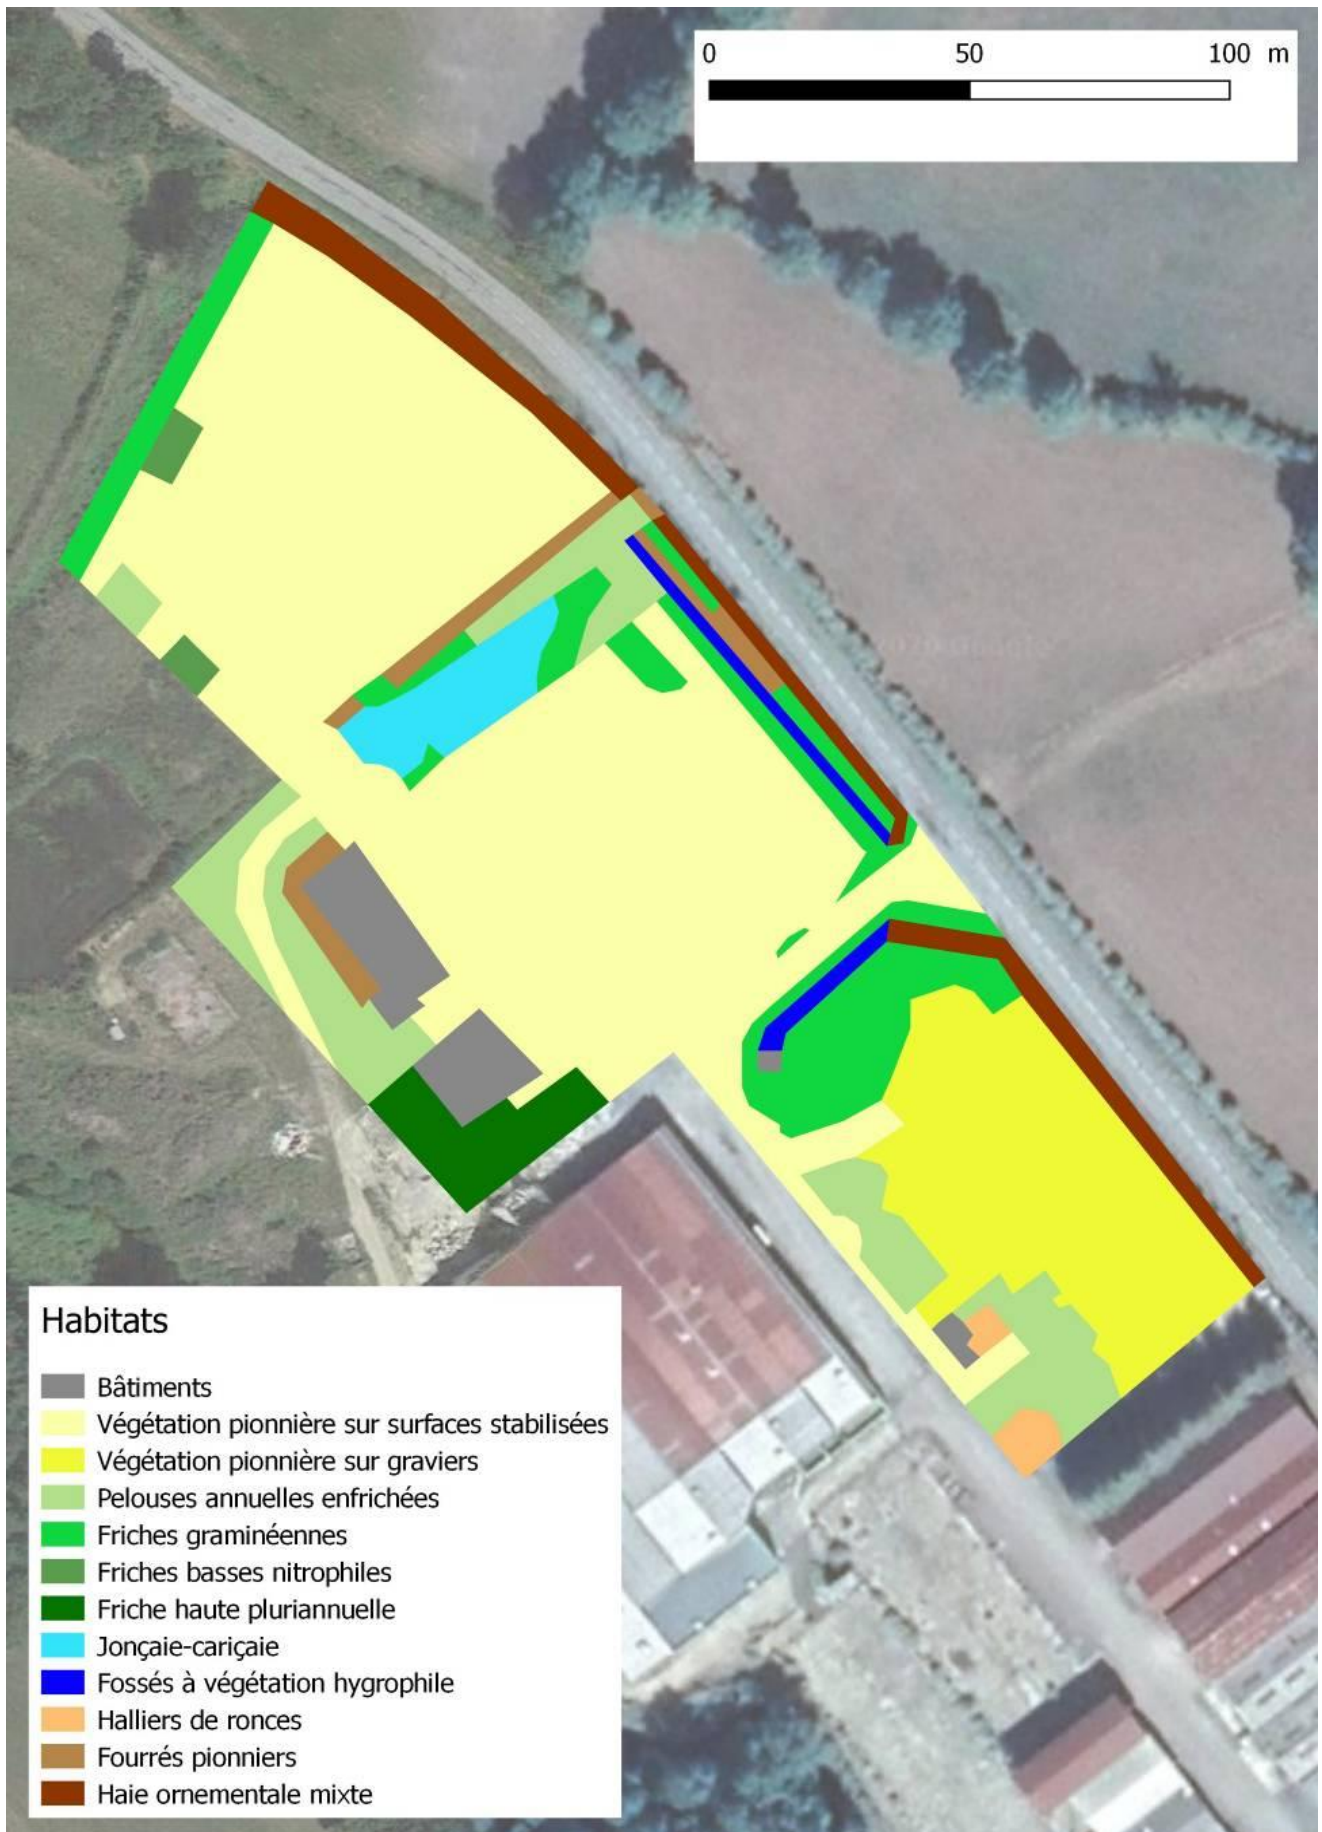 0 50 100 m
Habitats
Bâtiments
Végétation pionnière sur surfaces stabilisées
Végétation pionnière sur graviers
Pelouses annuelles enfrichées
Friches graminéennes
Friches basses nitrophiles
Friche haute pluriannuelle
Jonçaie-cariçaie
Fossés à végétation hygrophile
Halliers de ronces
Fourrés pionniers
Haie ornementale mixte